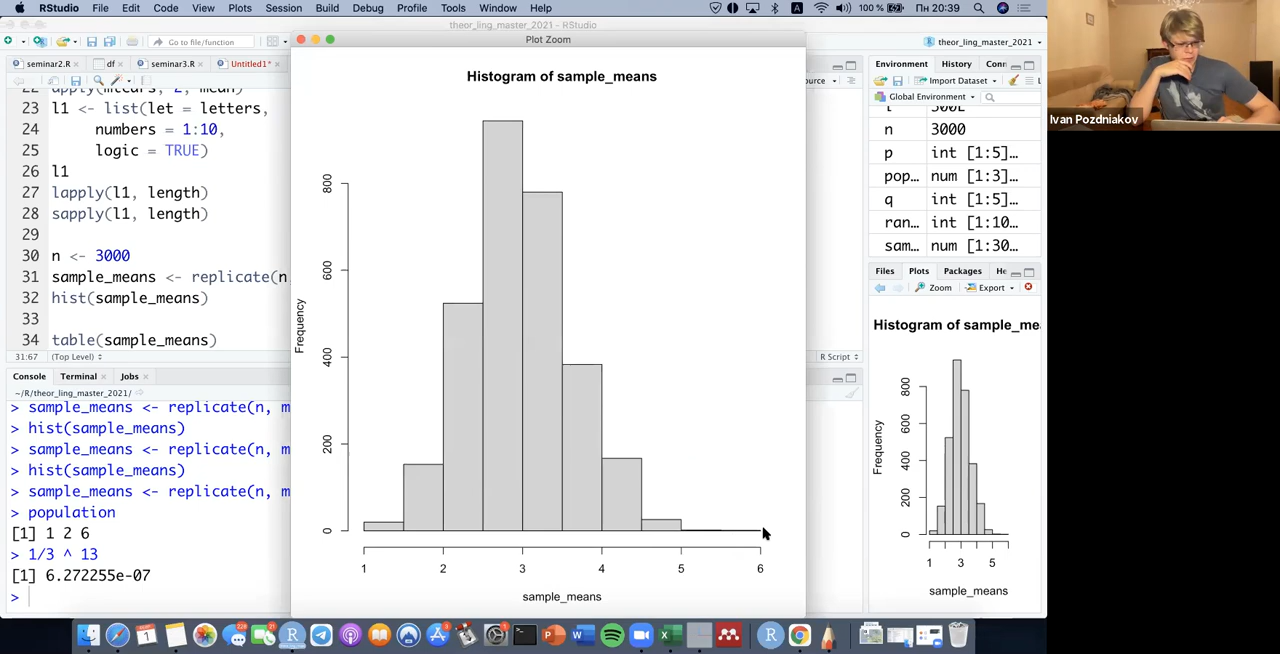 RStudio File Edit Code View Plots Session Build Debug Profile Tools Window Help 100 % Пн 20:39
theor_ling_master_2021 - RStudio
Go to file/function
theor_ling_master_2021
Plot Zoom
seminar2.R df seminar3.R Untitled1*
23 l1 <- list(let = letters,
24 numbers = 1:10,
25 logic = TRUE)
26 l1
27 lapply(l1, length)
28 sapply(l1, length)
29
30 n <- 3000
31 sample_means <- replicate(n
32 hist(sample_means)
33
34 table(sample_means)
31:67 (Top Level) R Script
Console Terminal Jobs
~/R/theor_ling_master_2021/
> sample_means <- replicate(n, m
> hist(sample_means)
> sample_means <- replicate(n, m
> hist(sample_means)
> sample_means <- replicate(n, m
> population
[1] 1 2 6
> 1/3 ^ 13
[1] 6.272255e-07
>
Histogram of sample_means
Frequency
0 200 400 600 800
1 2 3 4 5 6
sample_means
Environment History Conn
Import Dataset
Global Environment
n 3000
p int [1:5]…
pop… num [1:3]…
q int [1:5]…
ran… int [1:10…
sam… num [1:30…
Files Plots Packages He
Zoom Export
Histogram of sample_me
Frequency
0 200 400 600 800
1 3 5
sample_means
Ivan Pozdniakov